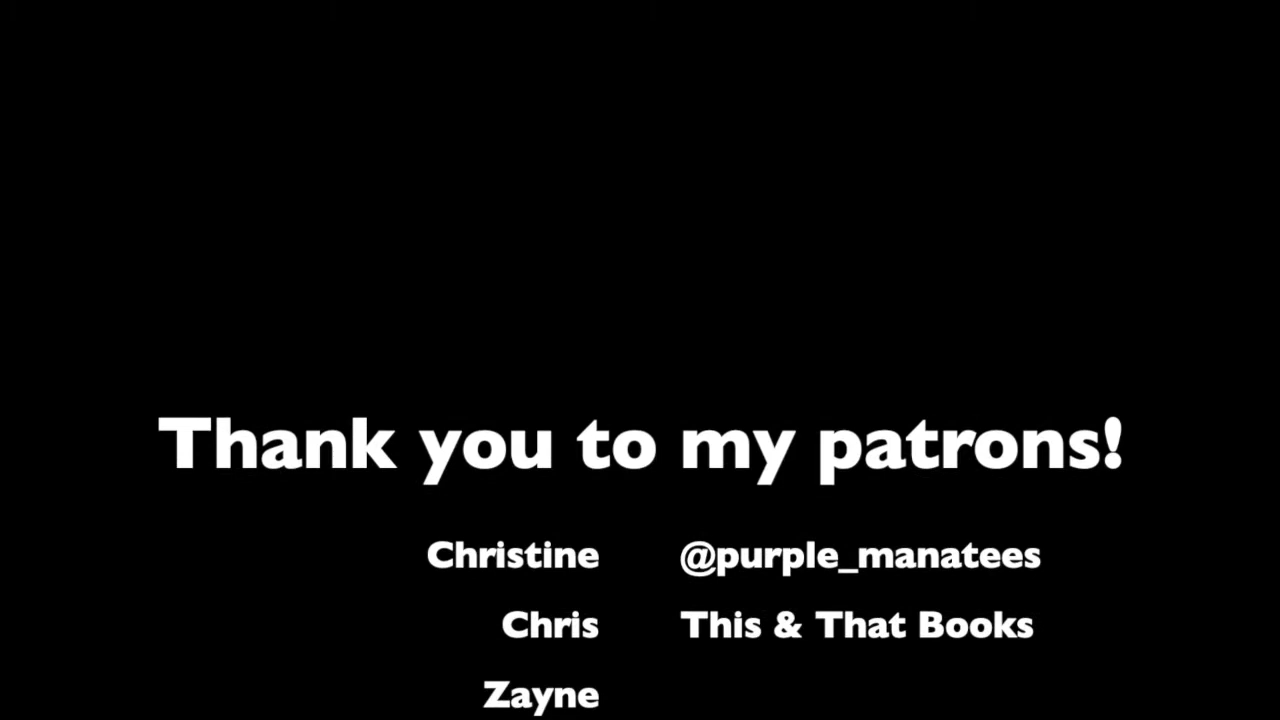 Thank you to my patrons!
Christine @purple_manatees
Chris This & That Books
Zayne